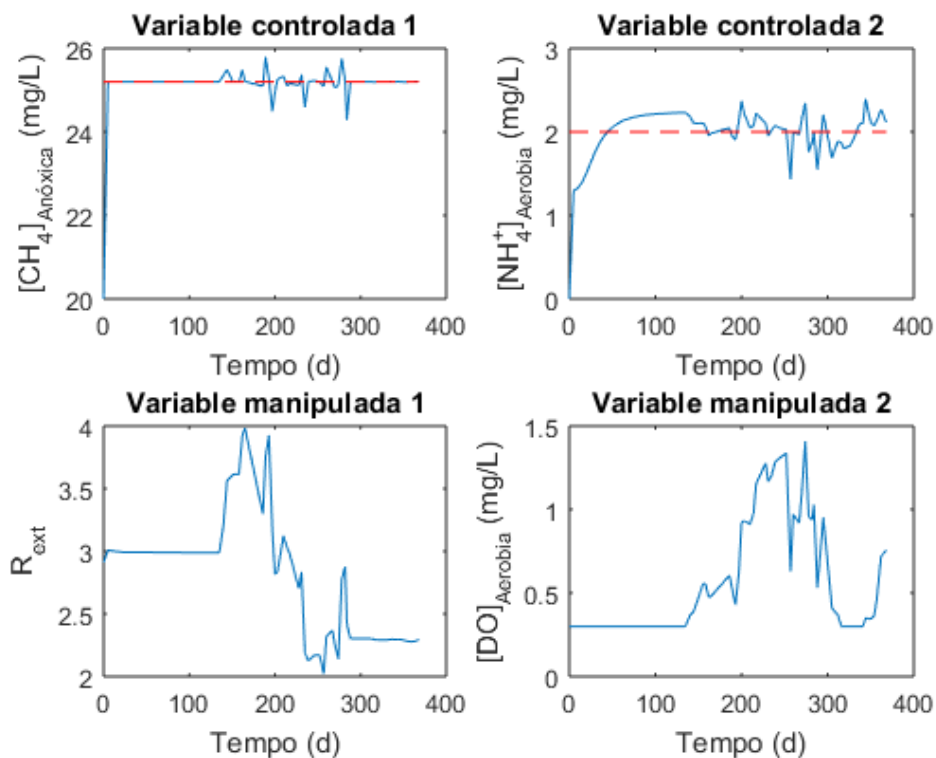 Variable controlada 1
[CH4]Anóxica (mg/L)
26
24
22
20
0 100 200 300 400
Tempo (d)
Variable controlada 2
[NH4+]Aerobia (mg/L)
3
2
1
0
0 100 200 300 400
Tempo (d)
Variable manipulada 1
Rext
4
3.5
3
2.5
2
0 100 200 300 400
Tempo (d)
Variable manipulada 2
[DO]Aerobia (mg/L)
1.5
1
0.5
0
0 100 200 300 400
Tempo (d)